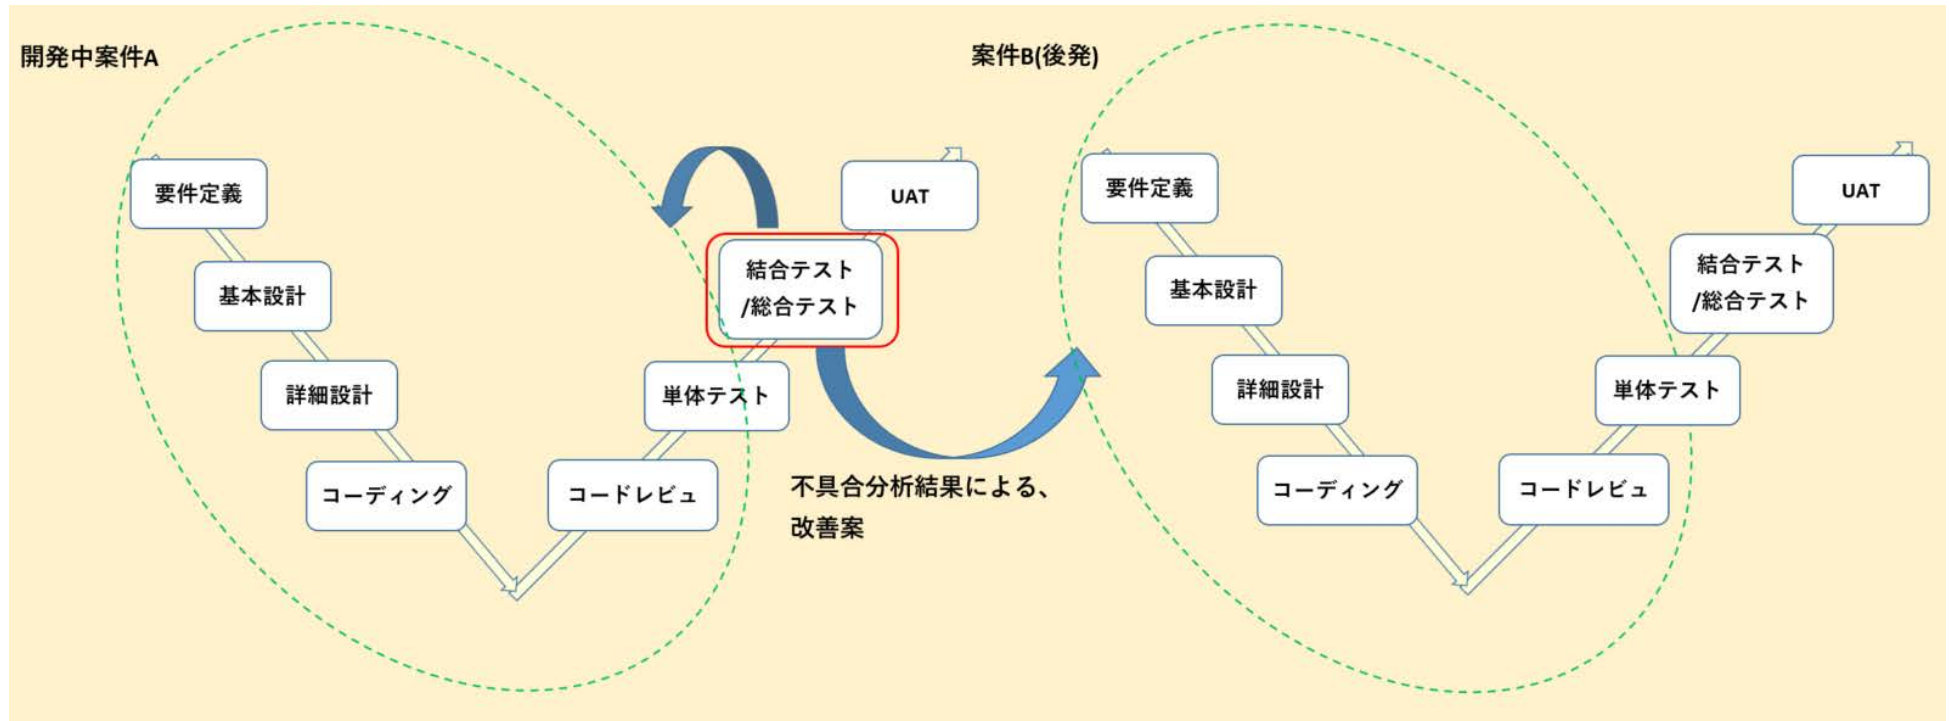 開発中案件A
要件定義
基本設計
詳細設計
コーディング
コードレビュ
単体テスト
結合テスト
/総合テスト
UAT
不具合分析結果による、
改善案
案件B(後発)
要件定義
基本設計
詳細設計
コーディング
コードレビュ
単体テスト
結合テスト
/総合テスト
UAT